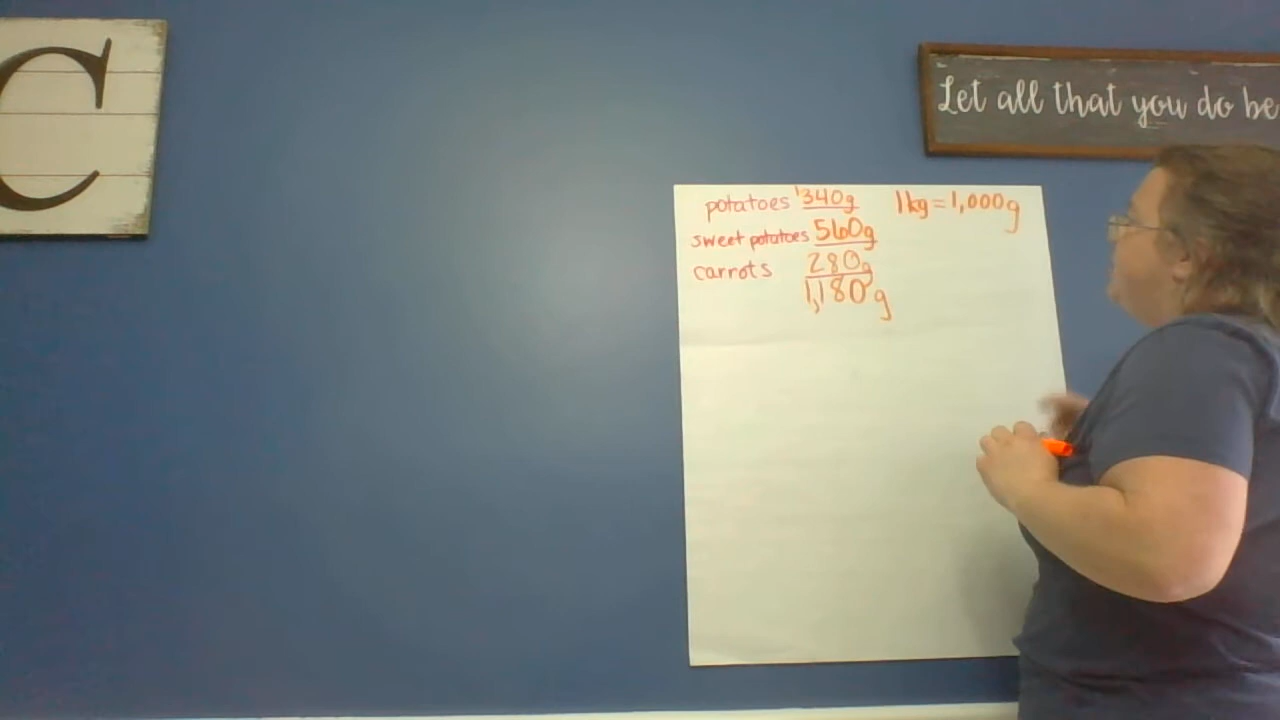 C
Let all that you do be
potatoes 340g 1kg = 1,000g
sweet potatoes 560g
carrots 280g
1,180g